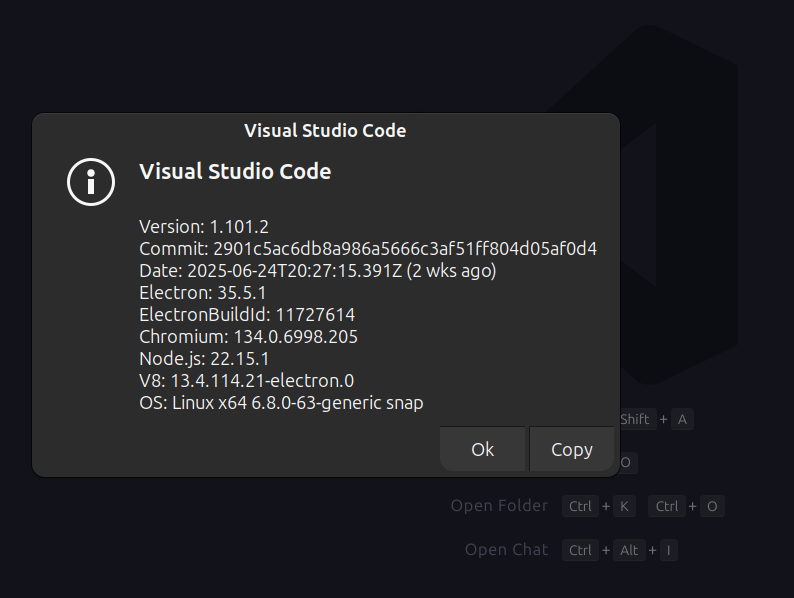 Visual Studio Code
Visual Studio Code
Version: 1.101.2
Commit: 2901c5ac6db8a986a5666c3af51ff804d05af0d4
Date: 2025-06-24T20:27:15.391Z (2 wks ago)
Electron: 35.5.1
ElectronBuildId: 11727614
Chromium: 134.0.6998.205
Node.js: 22.15.1
V8: 13.4.114.21-electron.0
OS: Linux x64 6.8.0-63-generic snap
Shift + A
Ok Copy
O
Open Folder Ctrl + K Ctrl + O
Open Chat Ctrl + Alt + I